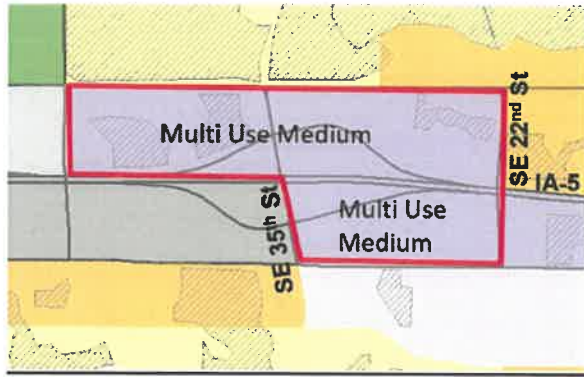 Multi Use Medium
SE 22nd St
IA-5
SE 35th St
Multi Use
Medium